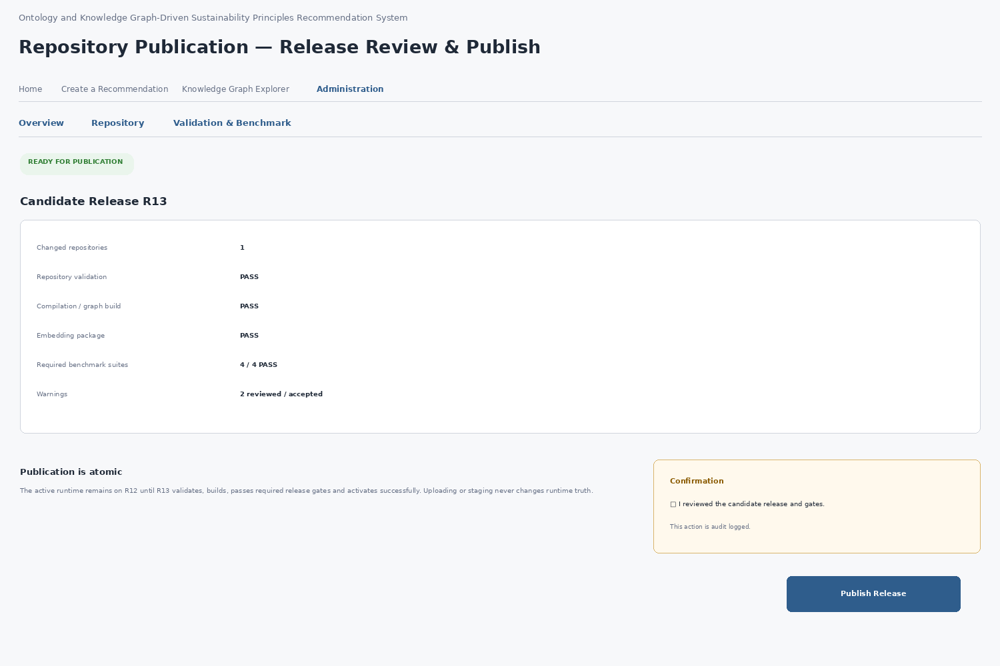 Ontology and Knowledge Graph-Driven Sustainability Principles Recommendation System
Repository Publication — Release Review & Publish
Home Create a Recommendation Knowledge Graph Explorer Administration
Overview Repository Validation & Benchmark
READY FOR PUBLICATION
Candidate Release R13
Changed repositories 1
Repository validation PASS
Compilation / graph build PASS
Embedding package PASS
Required benchmark suites 4 / 4 PASS
Warnings 2 reviewed / accepted
Publication is atomic
The active runtime remains on R12 until R13 validates, builds, passes required release gates and activates successfully. Uploading or staging never changes runtime truth.
Confirmation
☐ I reviewed the candidate release and gates.
This action is audit logged.
Publish Release